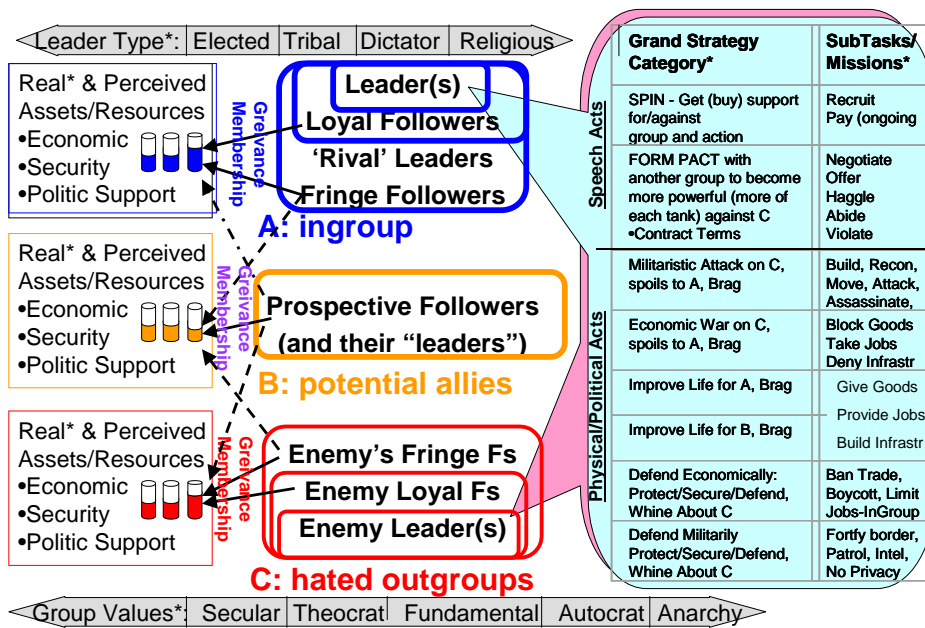 Leader Type*: Elected Tribal Dictator Religious
Real* & Perceived
Assets/Resources
•Economic
•Security
•Politic Support
Greivance
Membership
Leader(s)
Loyal Followers
‘Rival’ Leaders
Fringe Followers
A: ingroup
Real* & Perceived
Assets/Resources
•Economic
•Security
•Politic Support
Greivance
Membership
Prospective Followers
(and their “leaders”)
B: potential allies
Real* & Perceived
Assets/Resources
•Economic
•Security
•Politic Support
Greivance
Membership
Enemy’s Fringe Fs
Enemy Loyal Fs
Enemy Leader(s)
C: hated outgroups
Group Values*: Secular Theocrat Fundamental Autocrat Anarchy
Grand Strategy
Category*
SubTasks/
Missions*
Speech Acts
SPIN - Get (buy) support
for/against
group and action
Recruit
Pay (ongoing
FORM PACT with
another group to become
more powerful (more of
each tank) against C
•Contract Terms
Negotiate
Offer
Haggle
Abide
Violate
Physical/Political Acts
Militaristic Attack on C,
spoils to A, Brag
Build, Recon,
Move, Attack,
Assassinate,
Economic War on C,
spoils to A, Brag
Block Goods
Take Jobs
Deny Infrastr
Improve Life for A, Brag
Give Goods
Provide Jobs
Improve Life for B, Brag
Build Infrastr
Defend Economically:
Protect/Secure/Defend,
Whine About C
Ban Trade,
Boycott, Limit
Jobs-InGroup
Defend Militarily
Protect/Secure/Defend,
Whine About C
Fortify border,
Patrol, Intel,
No Privacy